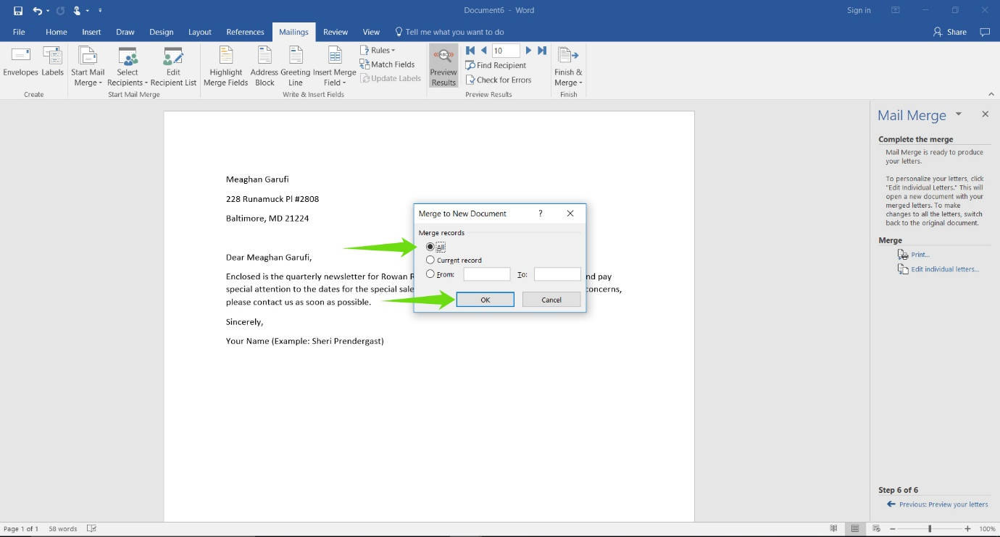 Document6 - Word
Sign in
File Home Insert Draw Design Layout References Mailings Review View Tell me what you want to do
Share
Envelopes Labels
Create
Start Mail Merge
Select Recipients
Edit Recipient List
Start Mail Merge
Highlight Merge Fields
Address Block
Greeting Line
Insert Merge Field
Rules
Match Fields
Update Labels
Write & Insert Fields
ABC
Preview Results
10
Find Recipient
Check for Errors
Preview Results
Finish & Merge
Finish
Meaghan Garufi
228 Runamuck Pl #2808
Baltimore, MD 21224
Dear Meaghan Garufi,
Enclosed is the quarterly newsletter for Rowan R
nd pay
special attention to the dates for the special sale
concerns,
please contact us as soon as possible.
Sincerely,
Your Name (Example: Sheri Prendergast)
Merge to New Document ?
Merge records
All
Current record
From: To:
OK Cancel
Mail Merge
Complete the merge
Mail Merge is ready to produce
your letters.
To personalize your letters, click
"Edit Individual Letters." This will
open a new document with your
merged letters. To make
changes to all the letters, switch
back to the original document.
Merge
Print...
Edit individual letters...
Step 6 of 6
Previous: Preview your letters
Page 1 of 1 58 words
100%